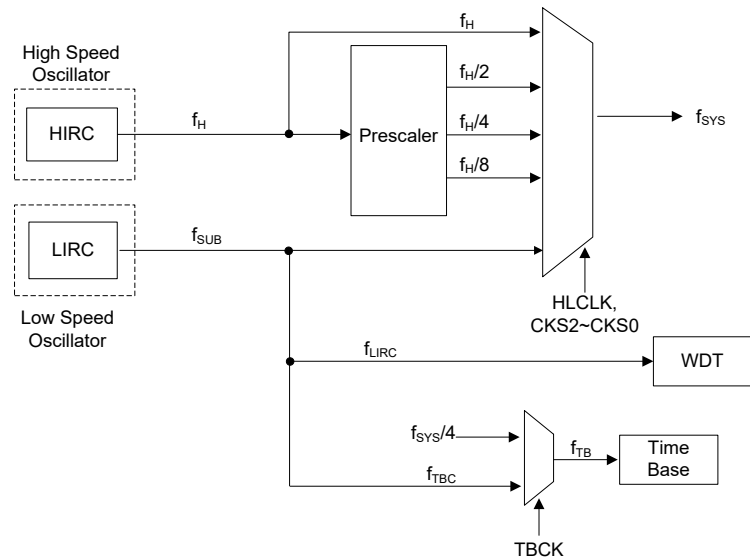 High Speed
Oscillator
HIRC
f_H
Prescaler
f_H
f_H/2
f_H/4
f_H/8
f_SYS
LIRC
f_SUB
Low Speed
Oscillator
HLCLK,
CKS2~CKS0
f_LIRC
WDT
f_SYS/4
f_TBC
f_TB
Time
Base
TBCK